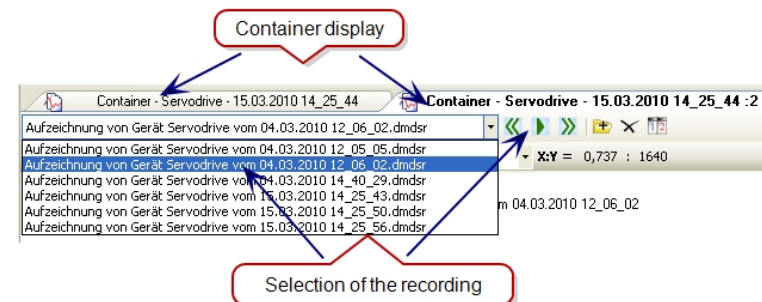 Container display
Container - Servodrive - 15.03.2010 14_25_44
Container - Servodrive - 15.03.2010 14_25_44 :2
Aufzeichnung von Gerät Servodrive vom 04.03.2010 12_06_02.dmdsr
Aufzeichnung von Gerät Servodrive vom 04.03.2010 12_05_05.dmdsr
Aufzeichnung von Gerät Servodrive vom 04.03.2010 12_06_02.dmdsr
X:Y = 0,737 : 1640
Aufzeichnung von Gerät Servodrive vom 04.03.2010 14_40_29.dmdsr
Aufzeichnung von Gerät Servodrive vom 15.03.2010 14_25_43.dmdsr
Aufzeichnung von Gerät Servodrive vom 15.03.2010 14_25_50.dmdsr
m 04.03.2010 12_06_02
Aufzeichnung von Gerät Servodrive vom 15.03.2010 14_25_56.dmdsr
Selection of the recording